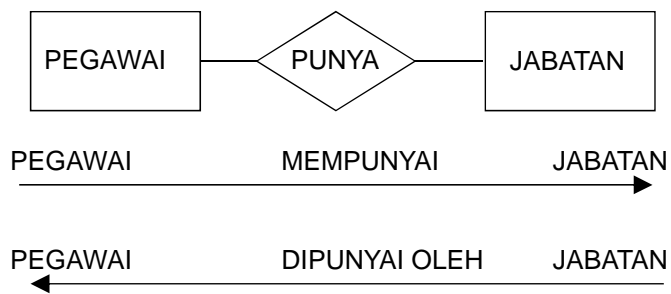 PEGAWAI PUNYA JABATAN
PEGAWAI MEMPUNYAI JABATAN
PEGAWAI DIPUNYAI OLEH JABATAN